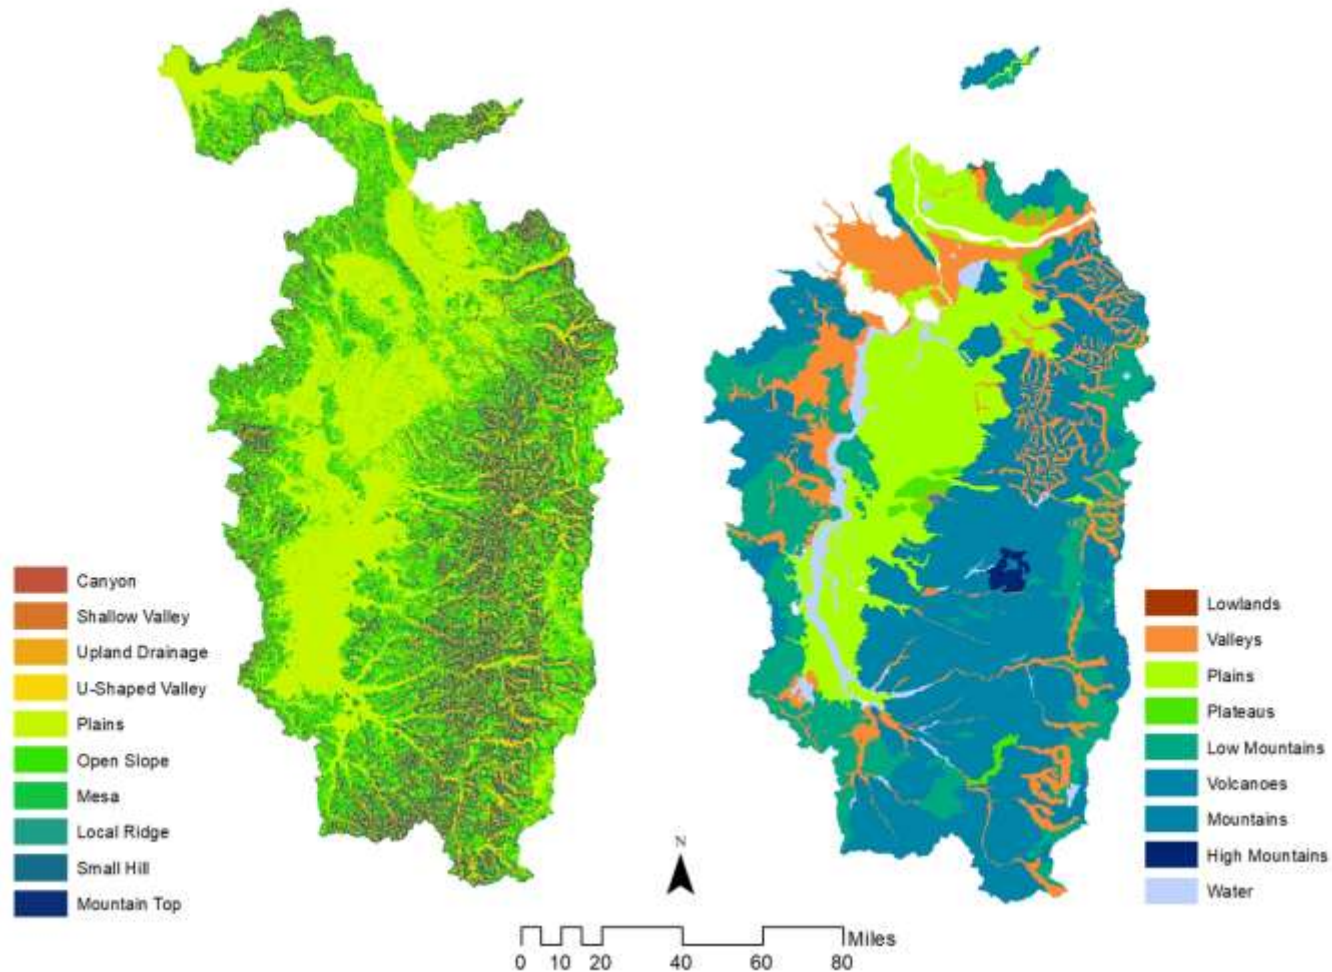 Canyon
Shallow Valley
Upland Drainage
U-Shaped Valley
Plains
Open Slope
Mesa
Local Ridge
Small Hill
Mountain Top
Lowlands
Valleys
Plains
Plateaus
Low Mountains
Volcanoes
Mountains
High Mountains
Water
N
Miles
0 10 20 40 60 80